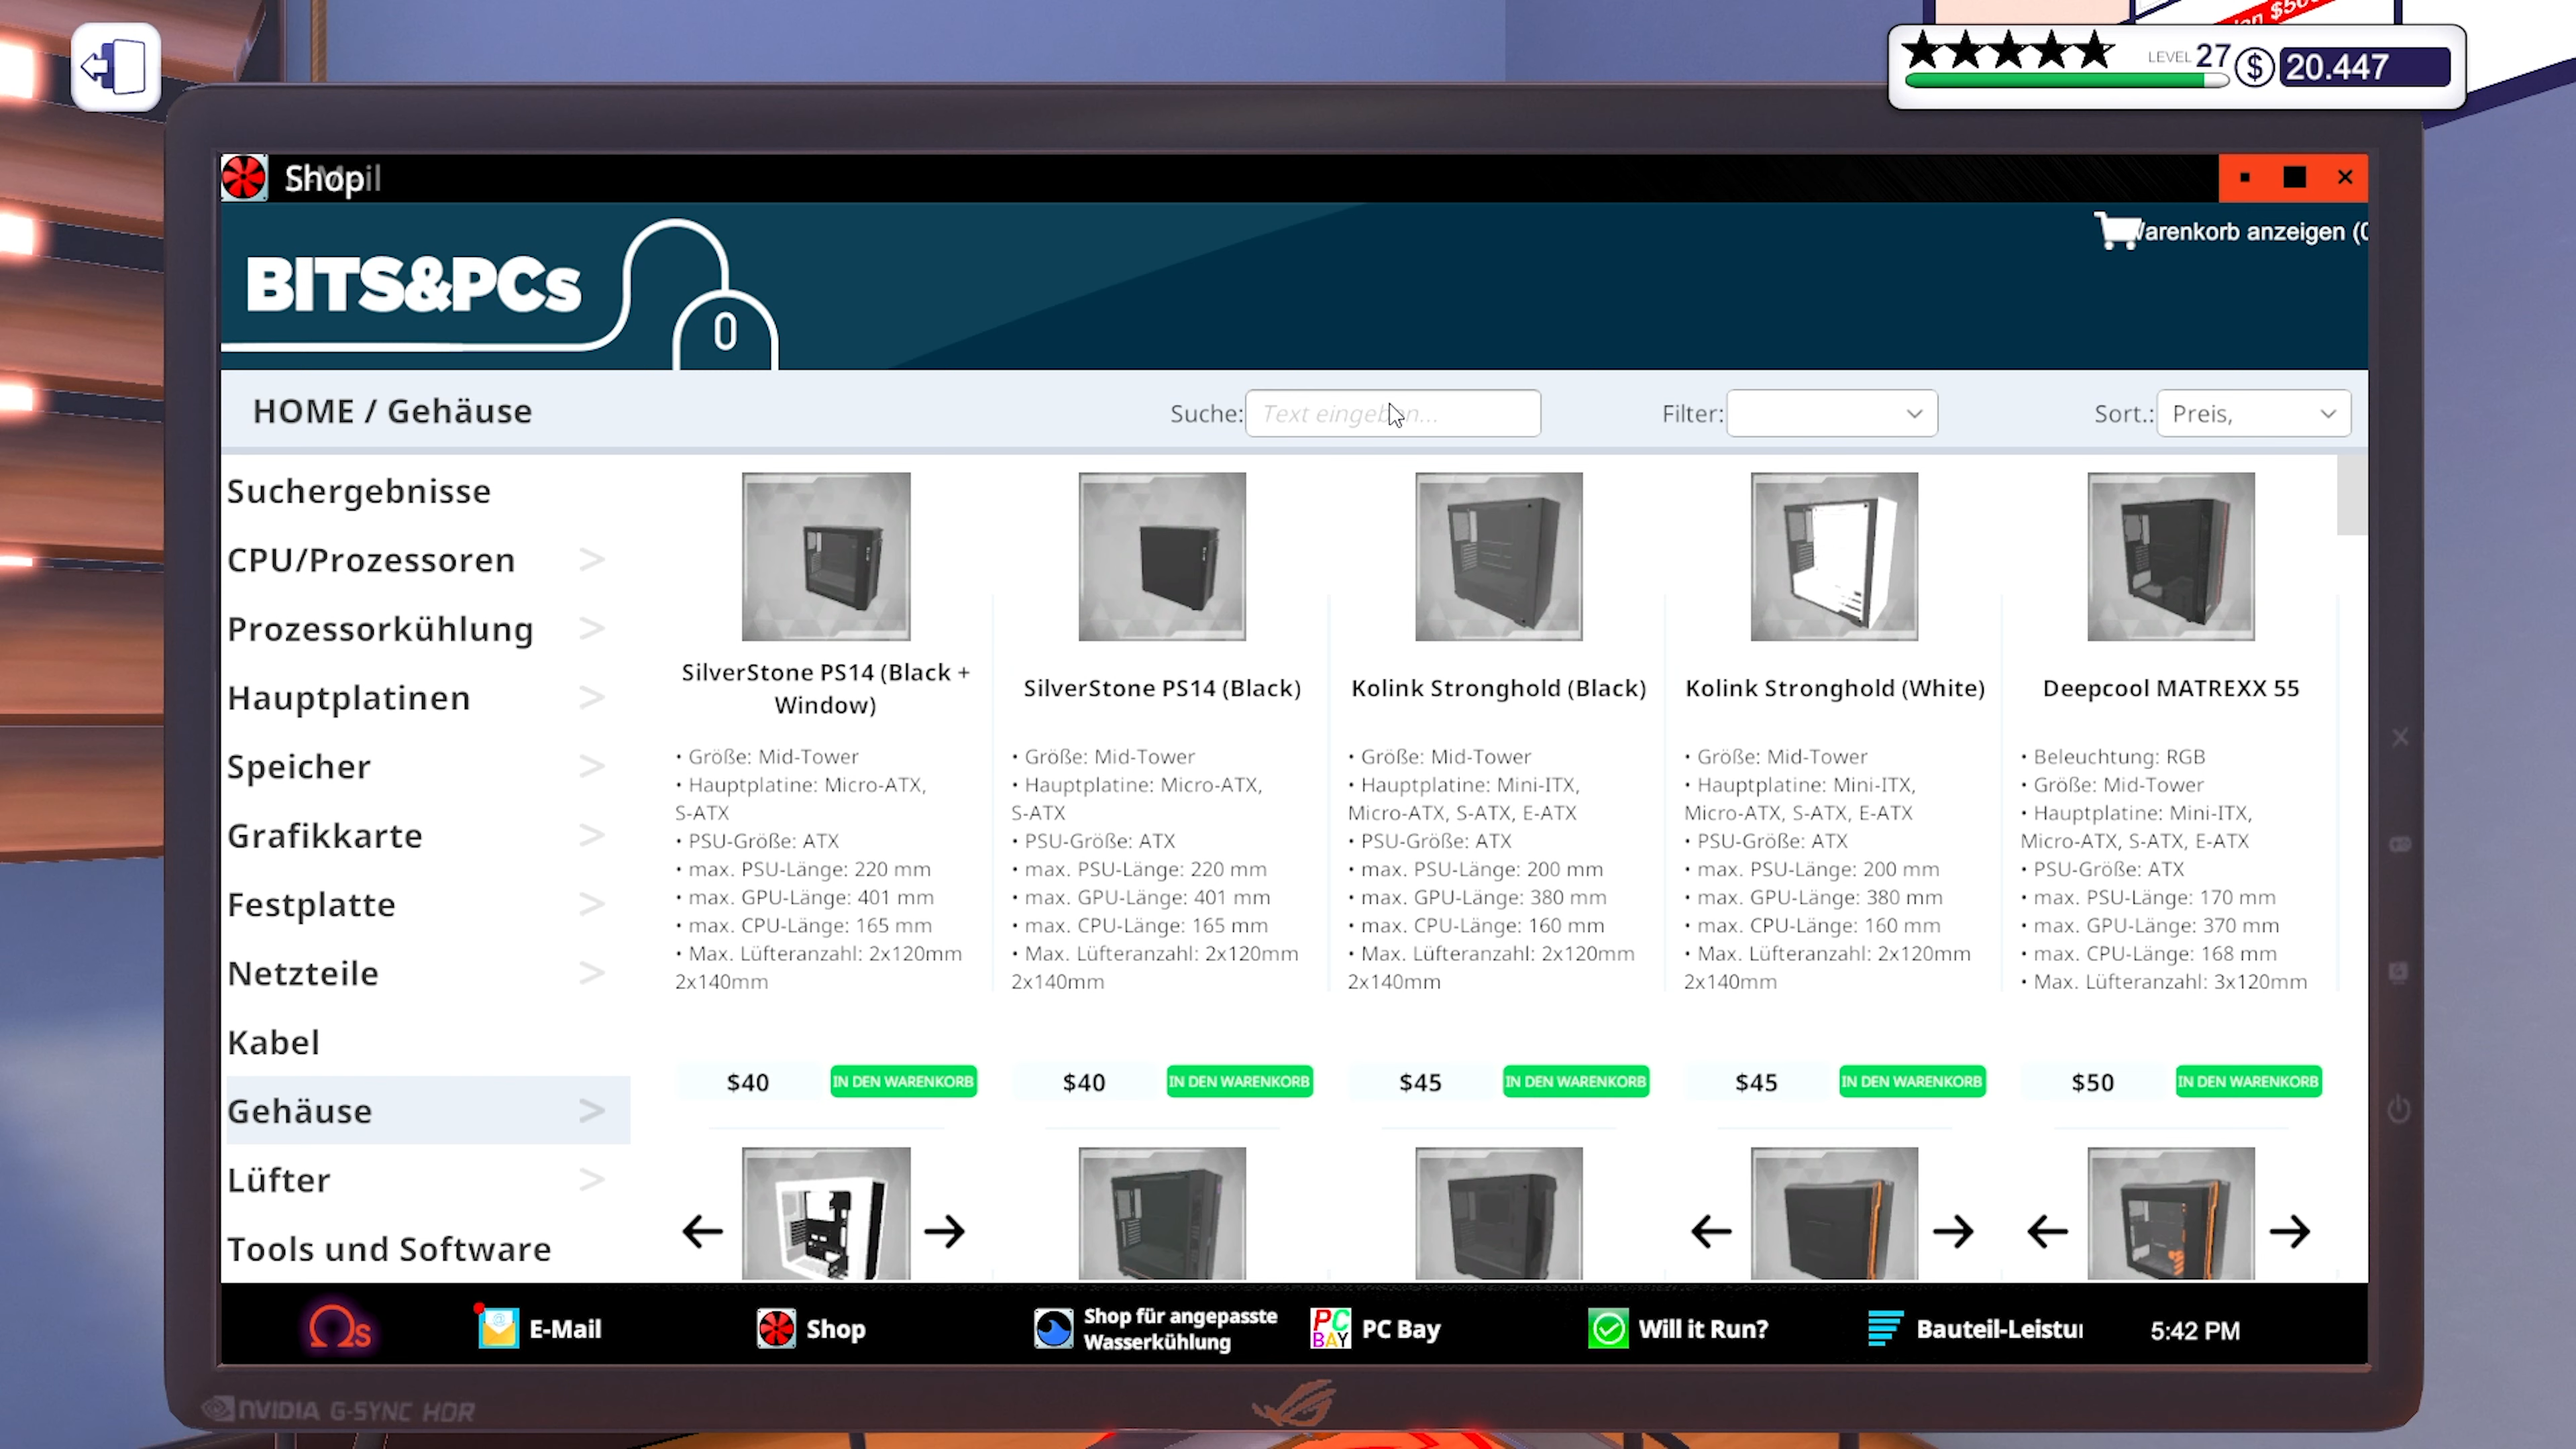 LEVEL 27 $ 20.447
Shop
BITS&PCs
arenkorb anzeigen (
HOME / Gehäuse
Suche: Text eingeben...
Filter:
Sort.: Preis,
Suchergebnisse
CPU/Prozessoren >
Prozessorkühlung >
Hauptplatinen >
Speicher >
Grafikkarte >
Festplatte >
Netzteile >
Kabel
Gehäuse >
Lüfter >
Tools und Software
SilverStone PS14 (Black +
Window)
• Größe: Mid-Tower
• Hauptplatine: Micro-ATX,
S-ATX
• PSU-Größe: ATX
• max. PSU-Länge: 220 mm
• max. GPU-Länge: 401 mm
• max. CPU-Länge: 165 mm
• Max. Lüfteranzahl: 2x120mm
2x140mm
$40 IN DEN WARENKORB
SilverStone PS14 (Black)
• Größe: Mid-Tower
• Hauptplatine: Micro-ATX,
S-ATX
• PSU-Größe: ATX
• max. PSU-Länge: 220 mm
• max. GPU-Länge: 401 mm
• max. CPU-Länge: 165 mm
• Max. Lüfteranzahl: 2x120mm
2x140mm
$40 IN DEN WARENKORB
Kolink Stronghold (Black)
• Größe: Mid-Tower
• Hauptplatine: Mini-ITX,
Micro-ATX, S-ATX, E-ATX
• PSU-Größe: ATX
• max. PSU-Länge: 200 mm
• max. GPU-Länge: 380 mm
• max. CPU-Länge: 160 mm
• Max. Lüfteranzahl: 2x120mm
2x140mm
$45 IN DEN WARENKORB
Kolink Stronghold (White)
• Größe: Mid-Tower
• Hauptplatine: Mini-ITX,
Micro-ATX, S-ATX, E-ATX
• PSU-Größe: ATX
• max. PSU-Länge: 200 mm
• max. GPU-Länge: 380 mm
• max. CPU-Länge: 160 mm
• Max. Lüfteranzahl: 2x120mm
2x140mm
$45 IN DEN WARENKORB
Deepcool MATREXX 55
• Beleuchtung: RGB
• Größe: Mid-Tower
• Hauptplatine: Mini-ITX,
Micro-ATX, S-ATX, E-ATX
• PSU-Größe: ATX
• max. PSU-Länge: 170 mm
• max. GPU-Länge: 370 mm
• max. CPU-Länge: 168 mm
• Max. Lüfteranzahl: 3x120mm
$50 IN DEN WARENKORB
Ωs
E-Mail
Shop
Shop für angepasste
Wasserkühlung
PC
BAY
PC Bay
Will it Run?
Bauteil-Leistu
5:42 PM
NVIDIA G-SYNC HDR